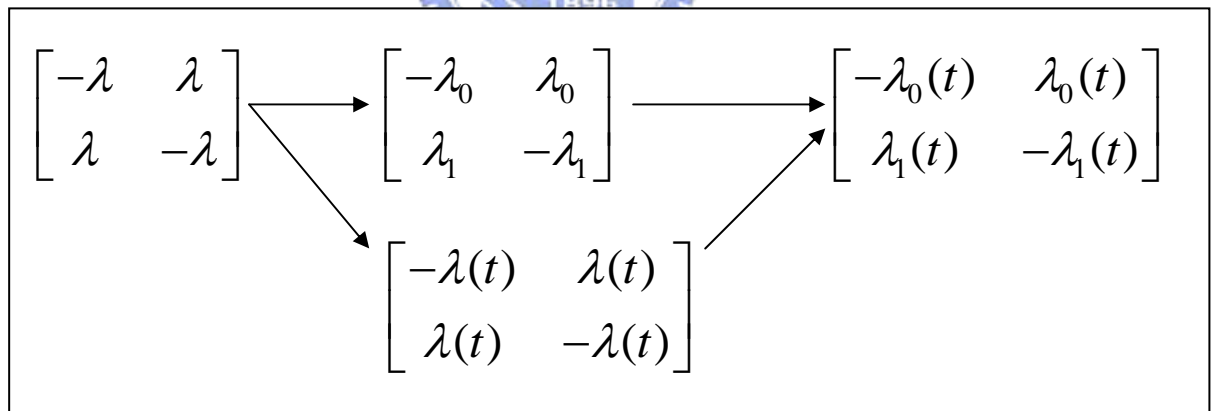 [−λ λ] [−λ₀ λ₀] [−λ₀(t) λ₀(t)]
[λ −λ] [λ₁ −λ₁] [λ₁(t) −λ₁(t)]
[−λ(t) λ(t)]
[λ(t) −λ(t)]